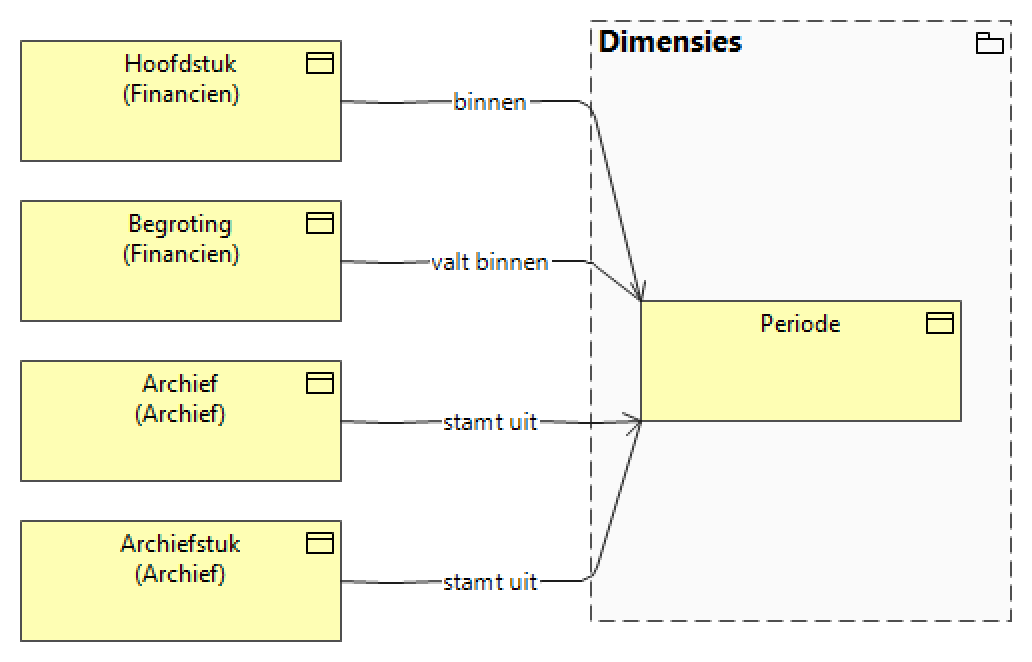 Dimensies
Hoofdstuk
(Financien)
binnen
Begroting
(Financien)
valt binnen
Periode
Archief
(Archief)
stamt uit
Archiefstuk
(Archief)
stamt uit